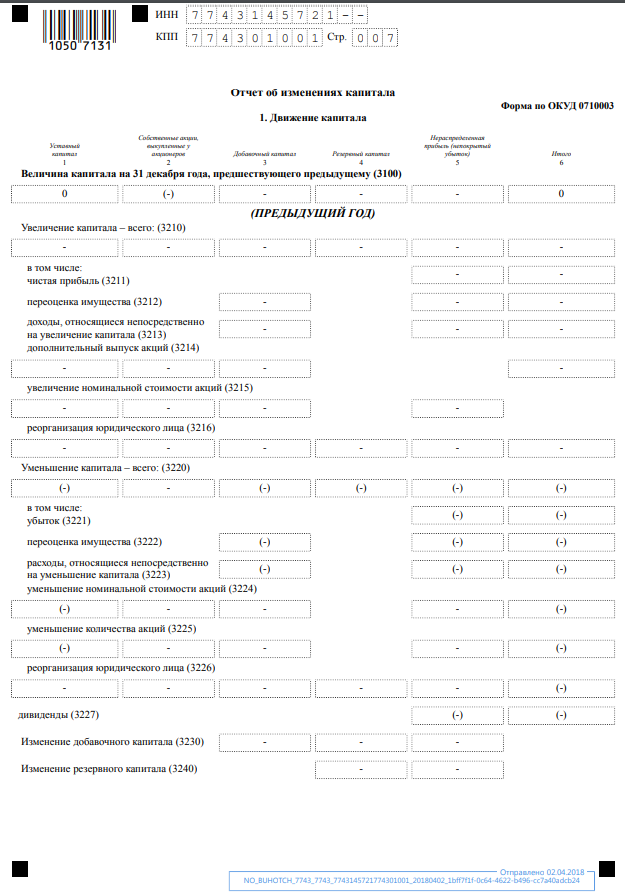 ИНН 7743145721--
1050 7131
КПП 774301001 Стр. 007
Отчет об изменениях капитала
Форма по ОКУД 0710003
1. Движение капитала
Уставный капитал Собственные акции, выкупленные у акционеров Добавочный капитал Резервный капитал Нераспределенная прибыль (непокрытый убыток) Итого
1 2 3 4 5 6
Величина капитала на 31 декабря года, предшествующего предыдущему (3100)
0 (-) - - - 0
(ПРЕДЫДУЩИЙ ГОД)
Увеличение капитала – всего: (3210)
- - - - - -
в том числе:
чистая прибыль (3211) - -
переоценка имущества (3212) - - -
доходы, относящиеся непосредственно
на увеличение капитала (3213) - - -
дополнительный выпуск акций (3214)
- - - -
увеличение номинальной стоимости акций (3215)
- - - -
реорганизация юридического лица (3216)
- - - - - -
Уменьшение капитала – всего: (3220)
(-) - (-) (-) (-) (-)
в том числе:
убыток (3221) (-) (-)
переоценка имущества (3222) (-) (-) (-)
расходы, относящиеся непосредственно
на уменьшение капитала (3223) (-) (-) (-)
уменьшение номинальной стоимости акций (3224)
(-) - - - (-)
уменьшение количества акций (3225)
(-) - - - (-)
реорганизация юридического лица (3226)
- - - - - (-)
дивиденды (3227) (-) (-)
Изменение добавочного капитала (3230) - - -
Изменение резервного капитала (3240) - -
Отправлено 02.04.2018
NO_BUHOTCH_7743_7743_7743145721774301001_20180402_1bff7f1f-0c64-4622-b496-cc7a40adcb24